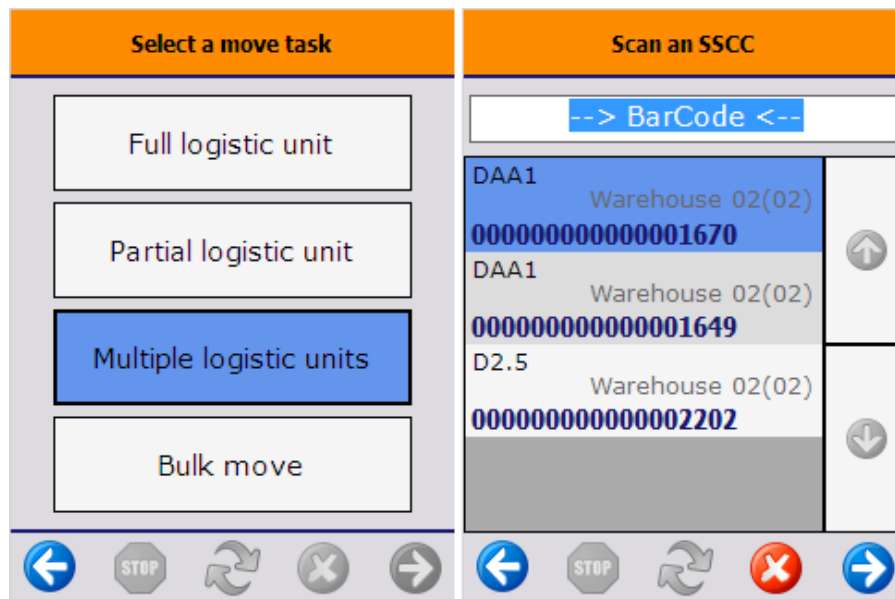 Select a move task
Full logistic unit
Partial logistic unit
Multiple logistic units
Bulk move
STOP
Scan an SSCC
--> BarCode <--
DAA1
Warehouse 02(02)
000000000000001670
DAA1
Warehouse 02(02)
000000000000001649
D2.5
Warehouse 02(02)
000000000000002202
STOP